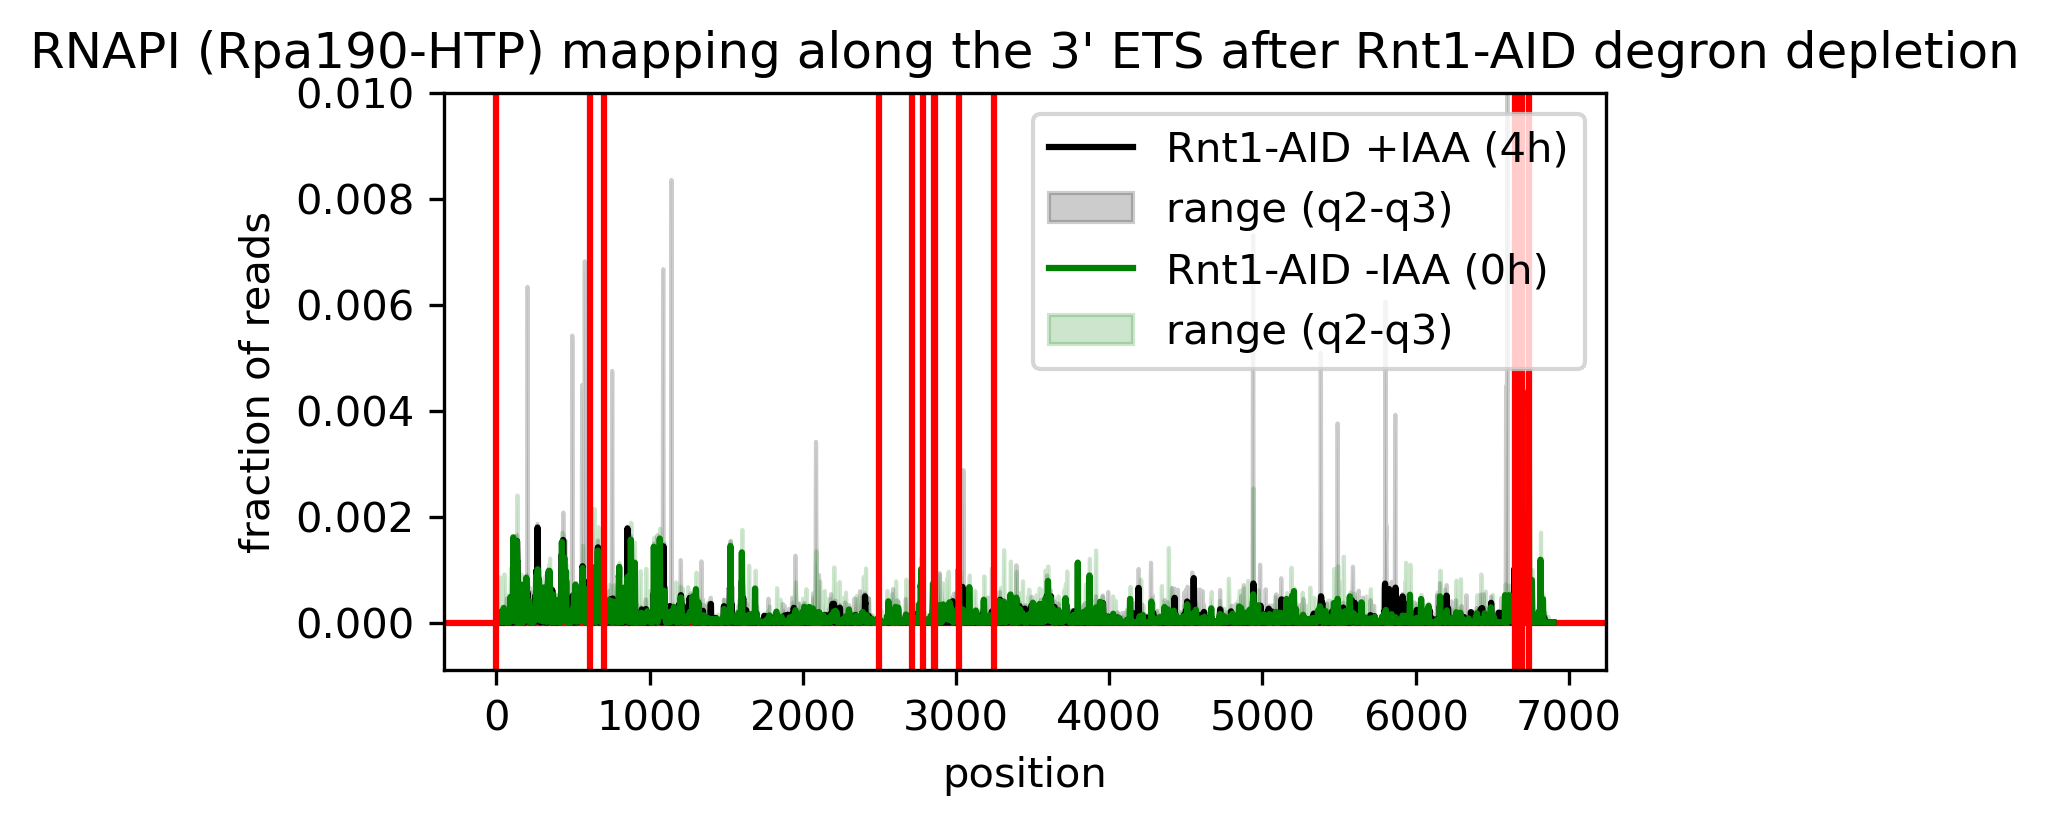 RNAPI (Rpa190-HTP) mapping along the 3' ETS after Rnt1-AID degron depletion
0.010
0.008
0.006
0.004
0.002
0.000
fraction of reads
Rnt1-AID +IAA (4h)
range (q2-q3)
Rnt1-AID -IAA (0h)
range (q2-q3)
0 1000 2000 3000 4000 5000 6000 7000
position